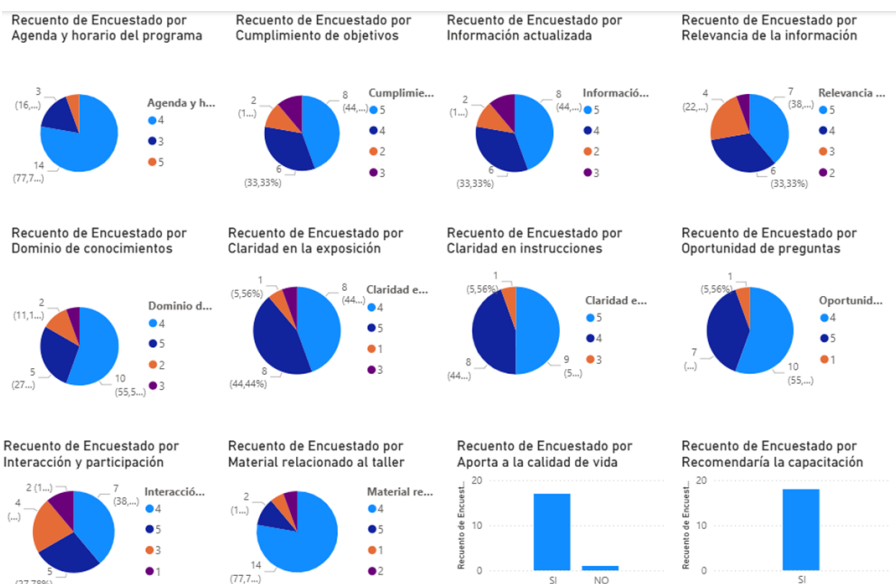 Recuento de Encuestado por
Agenda y horario del programa
3
(16,...)
14
(77,7...)
Agenda y h...
4
3
5
Recuento de Encuestado por
Cumplimiento de objetivos
2
(1...)
8
(44,...)
6
(33,33%)
Cumplimie...
5
4
2
3
Recuento de Encuestado por
Información actualizada
2
(1...)
8
(44,...)
6
(33,33%)
Informació...
5
4
2
3
Recuento de Encuestado por
Relevancia de la información
4
(22,...)
7
(38,...)
6
(33,33%)
Relevancia ...
5
4
3
2
Recuento de Encuestado por
Dominio de conocimientos
2
(11,1...)
5
(27...)
10
(55,5...)
Dominio d...
4
5
2
3
Recuento de Encuestado por
Claridad en la exposición
1
(5,56%)
8
(44...)
8
(44,44%)
Claridad e...
4
5
1
3
Recuento de Encuestado por
Claridad en instrucciones
1
(5,56%)
8
(44...)
9
(5...)
Claridad e...
5
4
3
Recuento de Encuestado por
Oportunidad de preguntas
1
(5,56%)
7
(...)
10
(55,...)
Oportunid...
4
5
1
Recuento de Encuestado por
Interacción y participación
2 (1...)
4
(...)
7
(38,...)
5
(27,78%)
Interacció...
4
5
3
1
Recuento de Encuestado por
Material relacionado al taller
2
(1...)
14
(77,7...)
Material re...
4
5
1
2
Recuento de Encuestado por
Aporta a la calidad de vida
Recuento de Encuest...
20
10
0
SI
NO
Recuento de Encuestado por
Recomendaría la capacitación
Recuento de Encuest...
20
10
0
SI